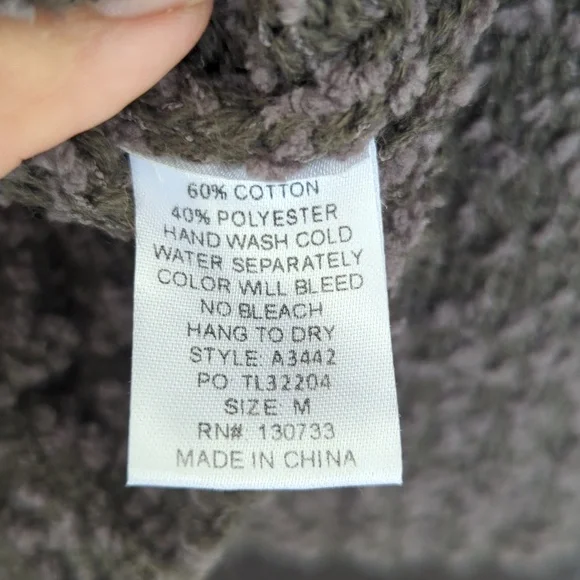 60% COTTON
40% POLYESTER
HAND WASH COLD
WATER SEPARATELY
COLOR WILL BLEED
NO BLEACH
HANG TO DRY
STYLE: A3442
PO: TL32204
SIZE: M
RN#: 130733
MADE IN CHINA